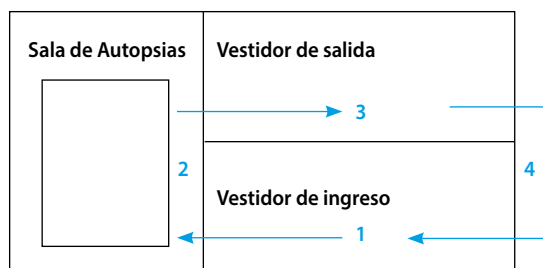 Sala de Autopsias
Vestidor de salida
3
2
4
Vestidor de ingreso
1